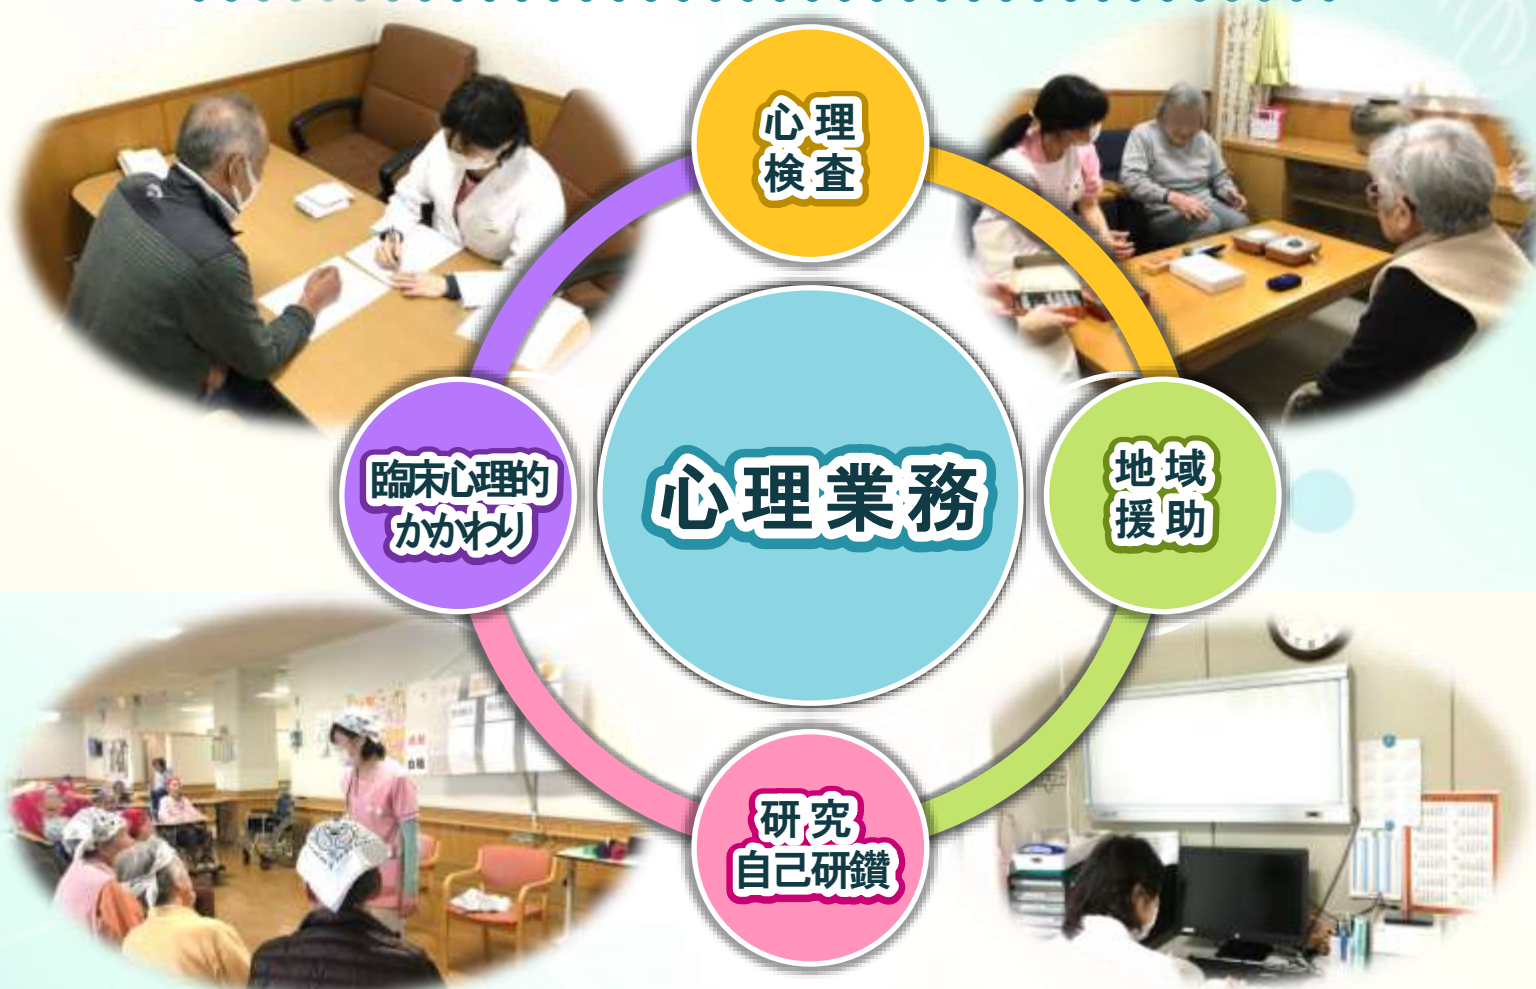 心理
検査
臨床心理的
かかわり
心理業務
地域
援助
研究
自己研鑽